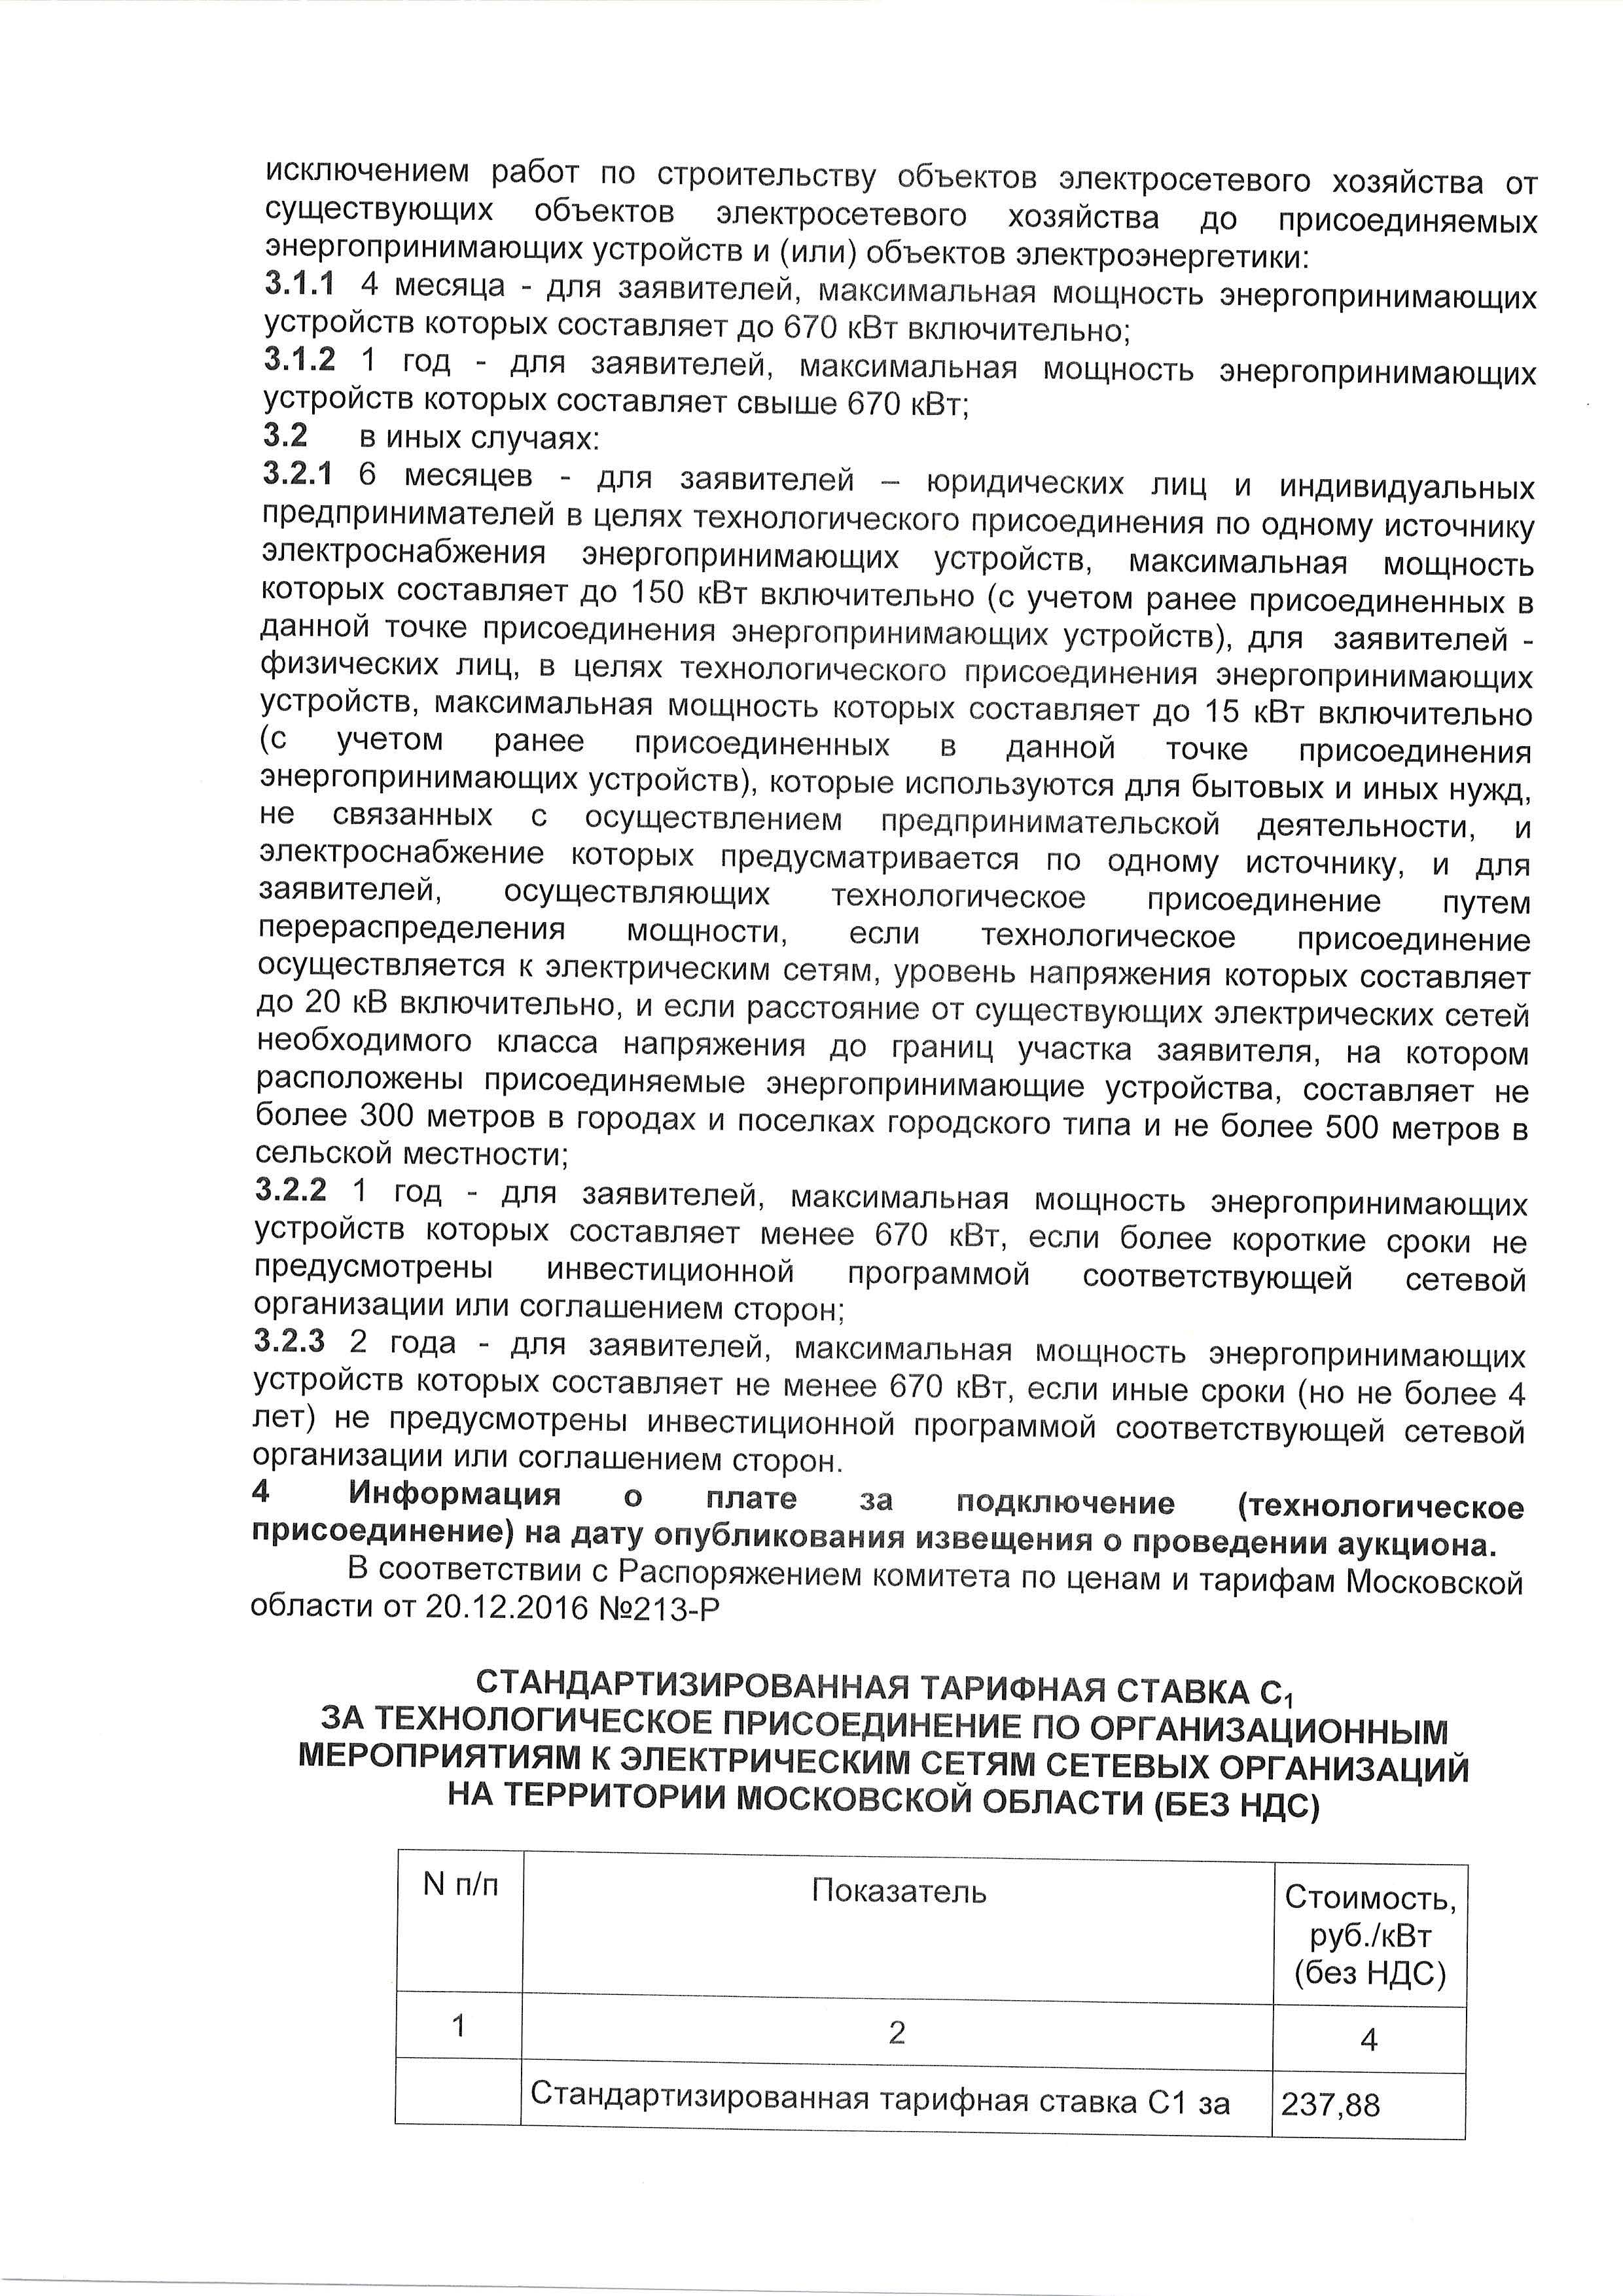 исключением работ по строительству объектов электросетевого хозяйства от
существующих объектов электросетевого хозяйства до присоединяемых
энергопринимающих устройств и (или) объектов электроэнергетики:
3.1.1 4 месяца - для заявителей, максимальная мощность энергопринимающих
устройств которых составляет до 670 кВт включительно;
3.1.2 1 год - для заявителей, максимальная мощность энергопринимающих
устройств которых составляет свыше 670 кВт;
3.2 в иных случаях:
3.2.1 6 месяцев - для заявителей – юридических лиц и индивидуальных
предпринимателей в целях технологического присоединения по одному источнику
электроснабжения энергопринимающих устройств, максимальная мощность
которых составляет до 150 кВт включительно (с учетом ранее присоединенных в
данной точке присоединения энергопринимающих устройств), для заявителей -
физических лиц, в целях технологического присоединения энергопринимающих
устройств, максимальная мощность которых составляет до 15 кВт включительно
(с учетом ранее присоединенных в данной точке присоединения
энергопринимающих устройств), которые используются для бытовых и иных нужд,
не связанных с осуществлением предпринимательской деятельности, и
электроснабжение которых предусматривается по одному источнику, и для
заявителей, осуществляющих технологическое присоединение путем
перераспределения мощности, если технологическое присоединение
осуществляется к электрическим сетям, уровень напряжения которых составляет
до 20 кВ включительно, и если расстояние от существующих электрических сетей
необходимого класса напряжения до границ участка заявителя, на котором
расположены присоединяемые энергопринимающие устройства, составляет не
более 300 метров в городах и поселках городского типа и не более 500 метров в
сельской местности;
3.2.2 1 год - для заявителей, максимальная мощность энергопринимающих
устройств которых составляет менее 670 кВт, если более короткие сроки не
предусмотрены инвестиционной программой соответствующей сетевой
организации или соглашением сторон;
3.2.3 2 года - для заявителей, максимальная мощность энергопринимающих
устройств которых составляет не менее 670 кВт, если иные сроки (но не более 4
лет) не предусмотрены инвестиционной программой соответствующей сетевой
организации или соглашением сторон.
4 Информация о плате за подключение (технологическое
присоединение) на дату опубликования извещения о проведении аукциона.
В соответствии с Распоряжением комитета по ценам и тарифам Московской
области от 20.12.2016 №213-Р
СТАНДАРТИЗИРОВАННАЯ ТАРИФНАЯ СТАВКА С₁
ЗА ТЕХНОЛОГИЧЕСКОЕ ПРИСОЕДИНЕНИЕ ПО ОРГАНИЗАЦИОННЫМ
МЕРОПРИЯТИЯМ К ЭЛЕКТРИЧЕСКИМ СЕТЯМ СЕТЕВЫХ ОРГАНИЗАЦИЙ
НА ТЕРРИТОРИИ МОСКОВСКОЙ ОБЛАСТИ (БЕЗ НДС)
N п/п Показатель Стоимость,
руб./кВт
(без НДС)
1 2 4
Стандартизированная тарифная ставка С1 за 237,88